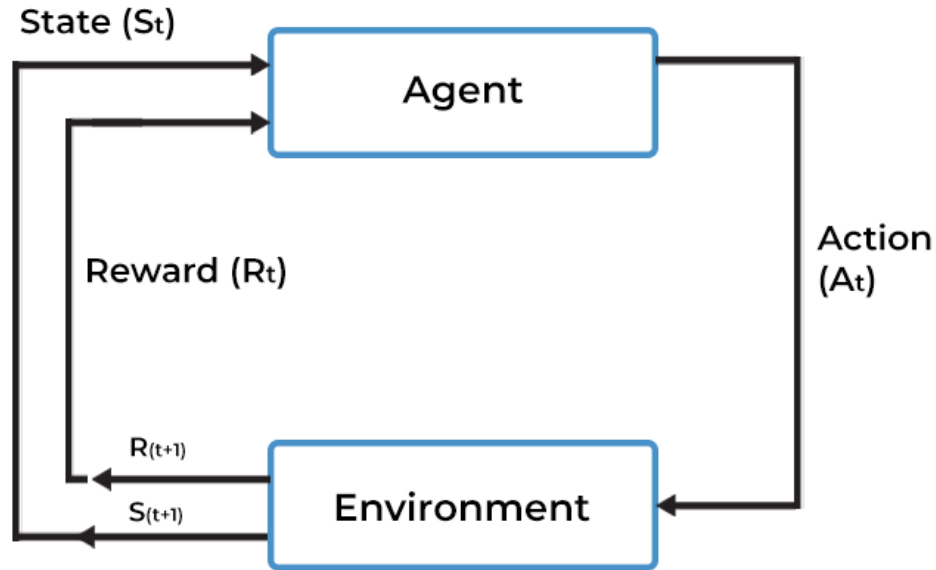 State (St)
Agent
Action
(At)
Reward (Rt)
R(t+1)
S(t+1)
Environment